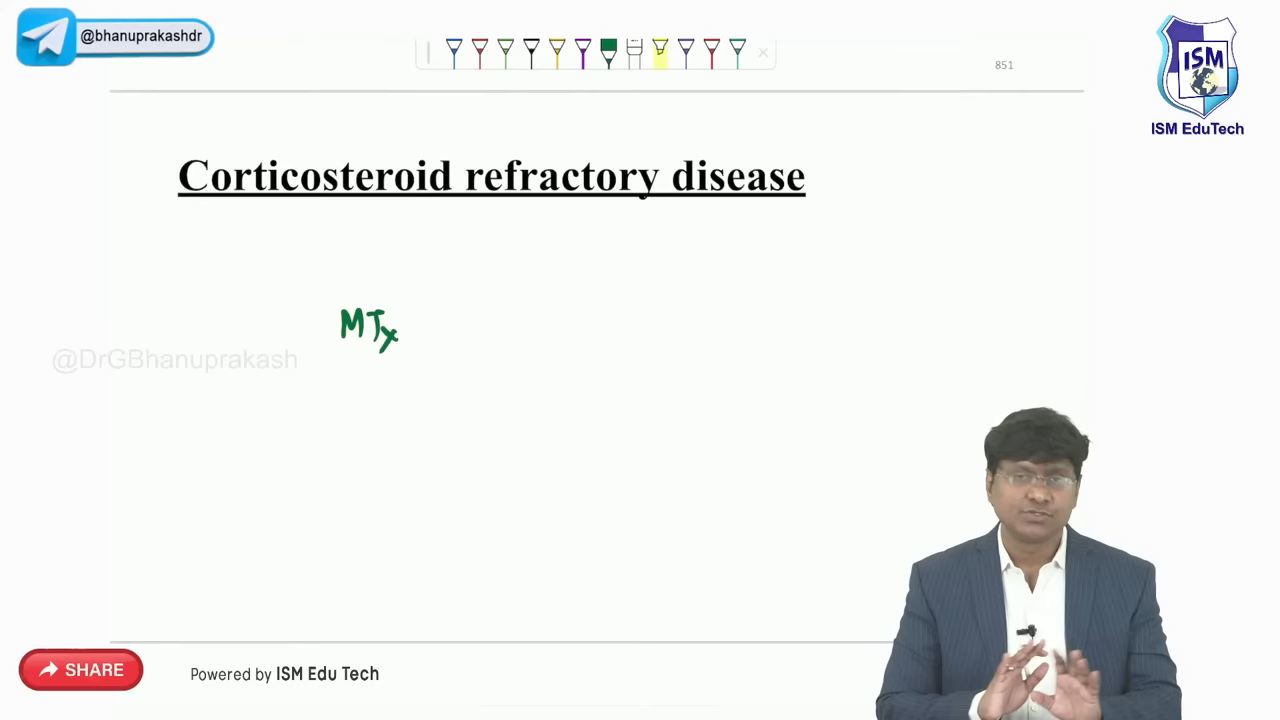 @bhanuprakashdr
851
ISM
ISM EduTech
Corticosteroid refractory disease
MTx
@DrGBhanuprakash
SHARE
Powered by ISM Edu Tech